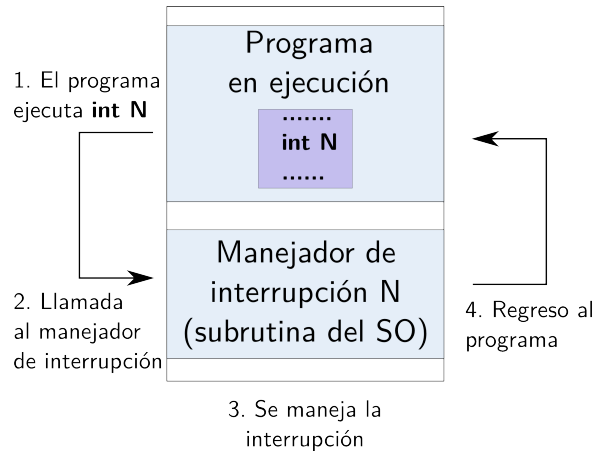 Programa
en ejecución
.......
int N
......
1. El programa
ejecuta int N
2. Llamada
al manejador
de interrupción
Manejador de
interrupción N
(subrutina del SO)
3. Se maneja la
interrupción
4. Regreso al
programa